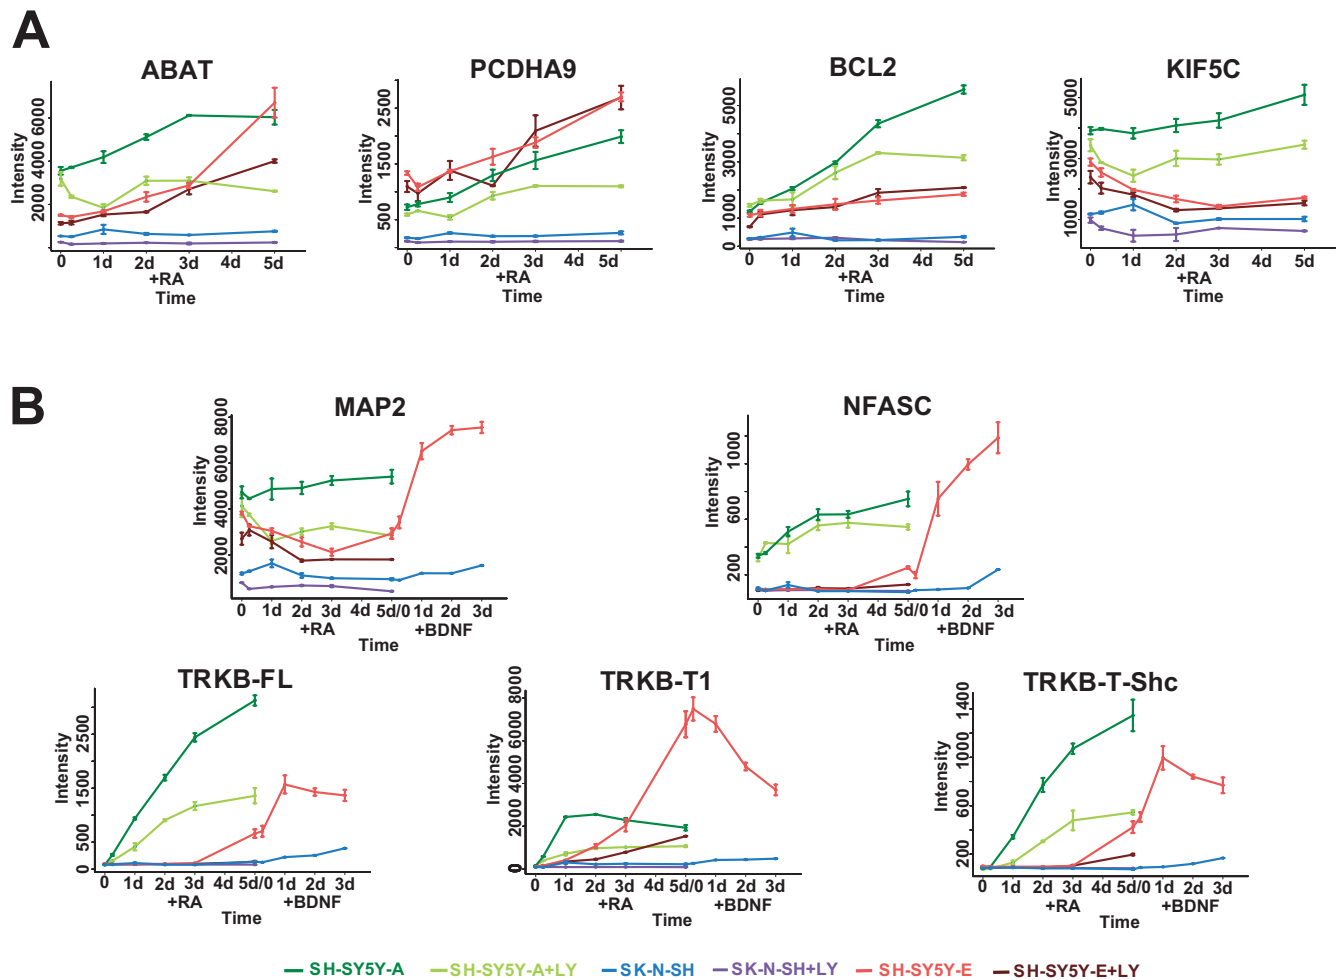 A
ABAT
PCDHA9
BCL2
KIF5C
Intensity
2000
4000
6000
0
1d
2d
3d
4d
5d
+RA
Time
Intensity
500
1500
2500
0
1d
2d
3d
4d
5d
+RA
Time
Intensity
0
1000
3000
5000
0
1d
2d
3d
4d
5d
+RA
Time
Intensity
1000
3000
5000
0
1d
2d
3d
4d
5d
+RA
Time
B
MAP2
NFASC
Intensity
2000
4000
6000
8000
0
1d
2d
3d
4d
5d/0
1d
2d
3d
+RA
+BDNF
Time
Intensity
200
600
1000
0
1d
2d
3d
4d
5d/0
1d
2d
3d
+RA
+BDNF
Time
TRKB-FL
TRKB-T1
TRKB-T-Shc
Intensity
0
500
1500
2500
0
1d
2d
3d
4d
5d/0
1d
2d
3d
+RA
+BDNF
Time
Intensity
0
2000
4000
6000
8000
0
1d
2d
3d
4d
5d/0
1d
2d
3d
+RA
+BDNF
Time
Intensity
200
600
1000
1400
0
1d
2d
3d
4d
5d/0
1d
2d
3d
+RA
+BDNF
Time
SH-SY5Y-A
SH-SY5Y-A+LY
SK-N-SH
SK-N-SH+LY
SH-SY5Y-E
SH-SY5Y-E+LY